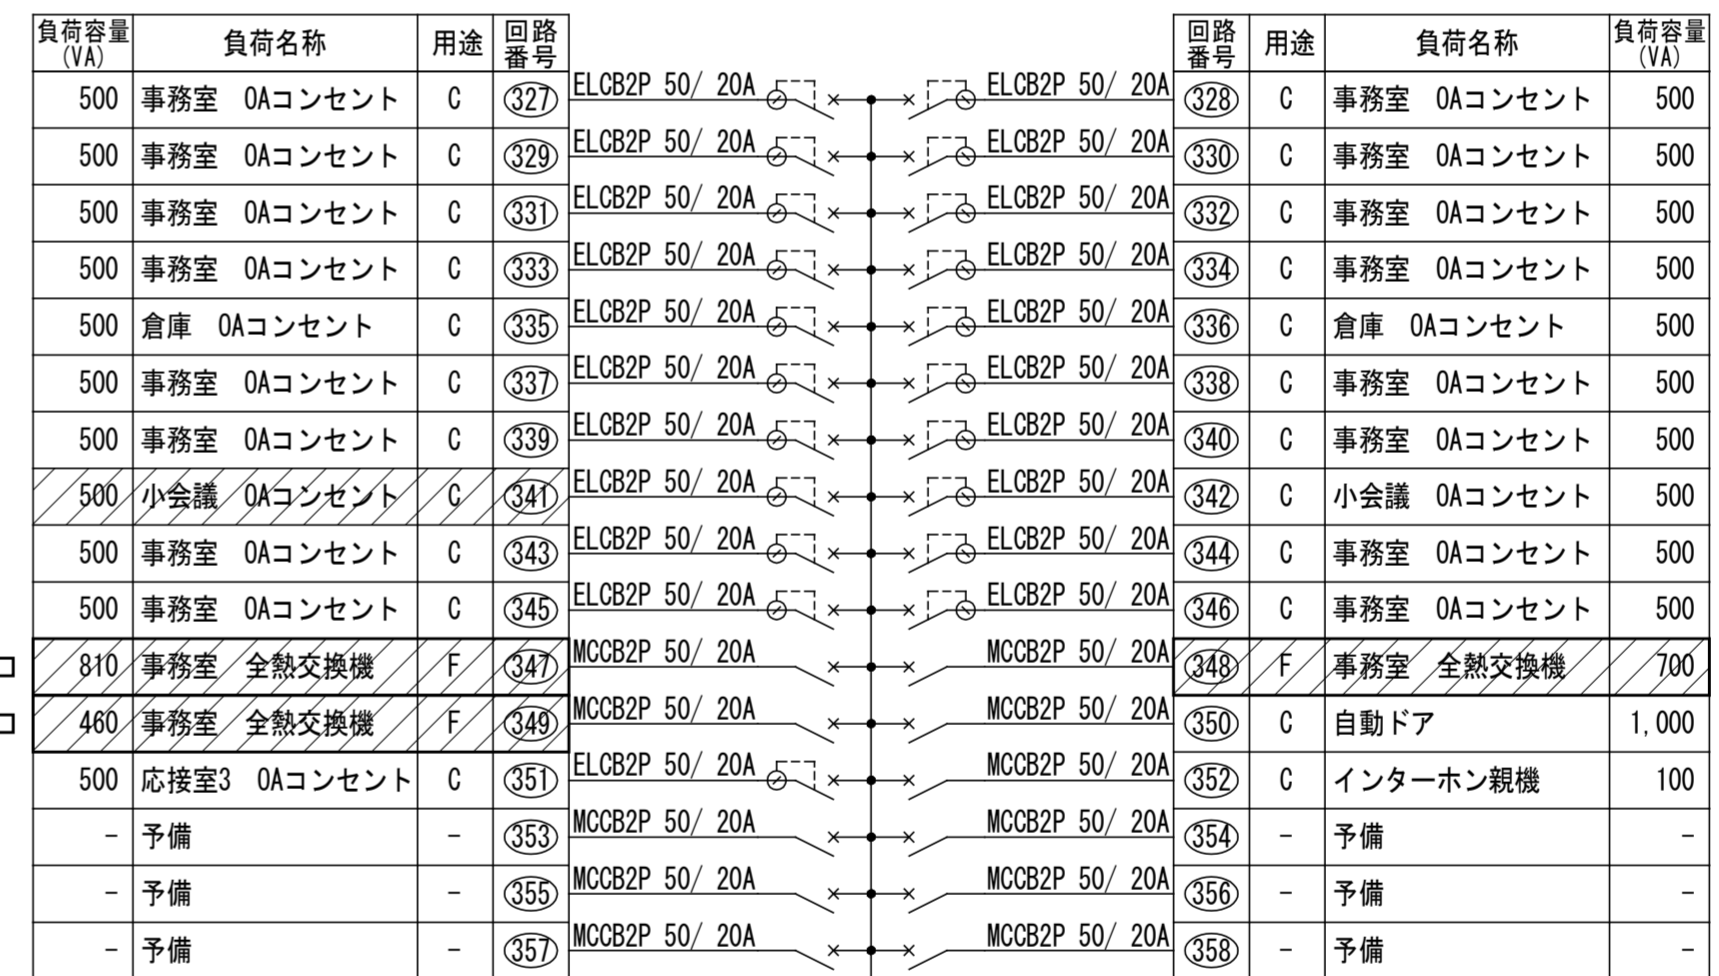 負荷容量(VA) 負荷名称 用途 回路番号 回路番号 用途 負荷名称 負荷容量(VA)
500 事務室　OAコンセント C 327 ELCB2P 50/ 20A ELCB2P 50/ 20A 328 C 事務室　OAコンセント 500
500 事務室　OAコンセント C 329 ELCB2P 50/ 20A ELCB2P 50/ 20A 330 C 事務室　OAコンセント 500
500 事務室　OAコンセント C 331 ELCB2P 50/ 20A ELCB2P 50/ 20A 332 C 事務室　OAコンセント 500
500 事務室　OAコンセント C 333 ELCB2P 50/ 20A ELCB2P 50/ 20A 334 C 事務室　OAコンセント 500
500 倉庫　OAコンセント C 335 ELCB2P 50/ 20A ELCB2P 50/ 20A 336 C 倉庫　OAコンセント 500
500 事務室　OAコンセント C 337 ELCB2P 50/ 20A ELCB2P 50/ 20A 338 C 事務室　OAコンセント 500
500 事務室　OAコンセント C 339 ELCB2P 50/ 20A ELCB2P 50/ 20A 340 C 事務室　OAコンセント 500
500 小会議　OAコンセント C 341 ELCB2P 50/ 20A ELCB2P 50/ 20A 342 C 小会議　OAコンセント 500
500 事務室　OAコンセント C 343 ELCB2P 50/ 20A ELCB2P 50/ 20A 344 C 事務室　OAコンセント 500
500 事務室　OAコンセント C 345 ELCB2P 50/ 20A ELCB2P 50/ 20A 346 C 事務室　OAコンセント 500
810 事務室　全熱交換機 F 347 MCCB2P 50/ 20A MCCB2P 50/ 20A 348 F 事務室　全熱交換機 700
460 事務室　全熱交換機 F 349 MCCB2P 50/ 20A MCCB2P 50/ 20A 350 C 自動ドア 1,000
500 応接室3　OAコンセント C 351 ELCB2P 50/ 20A MCCB2P 50/ 20A 352 C インターホン親機 100
- 予備 - 353 MCCB2P 50/ 20A MCCB2P 50/ 20A 354 - 予備 -
- 予備 - 355 MCCB2P 50/ 20A MCCB2P 50/ 20A 356 - 予備 -
- 予備 - 357 MCCB2P 50/ 20A MCCB2P 50/ 20A 358 - 予備 -